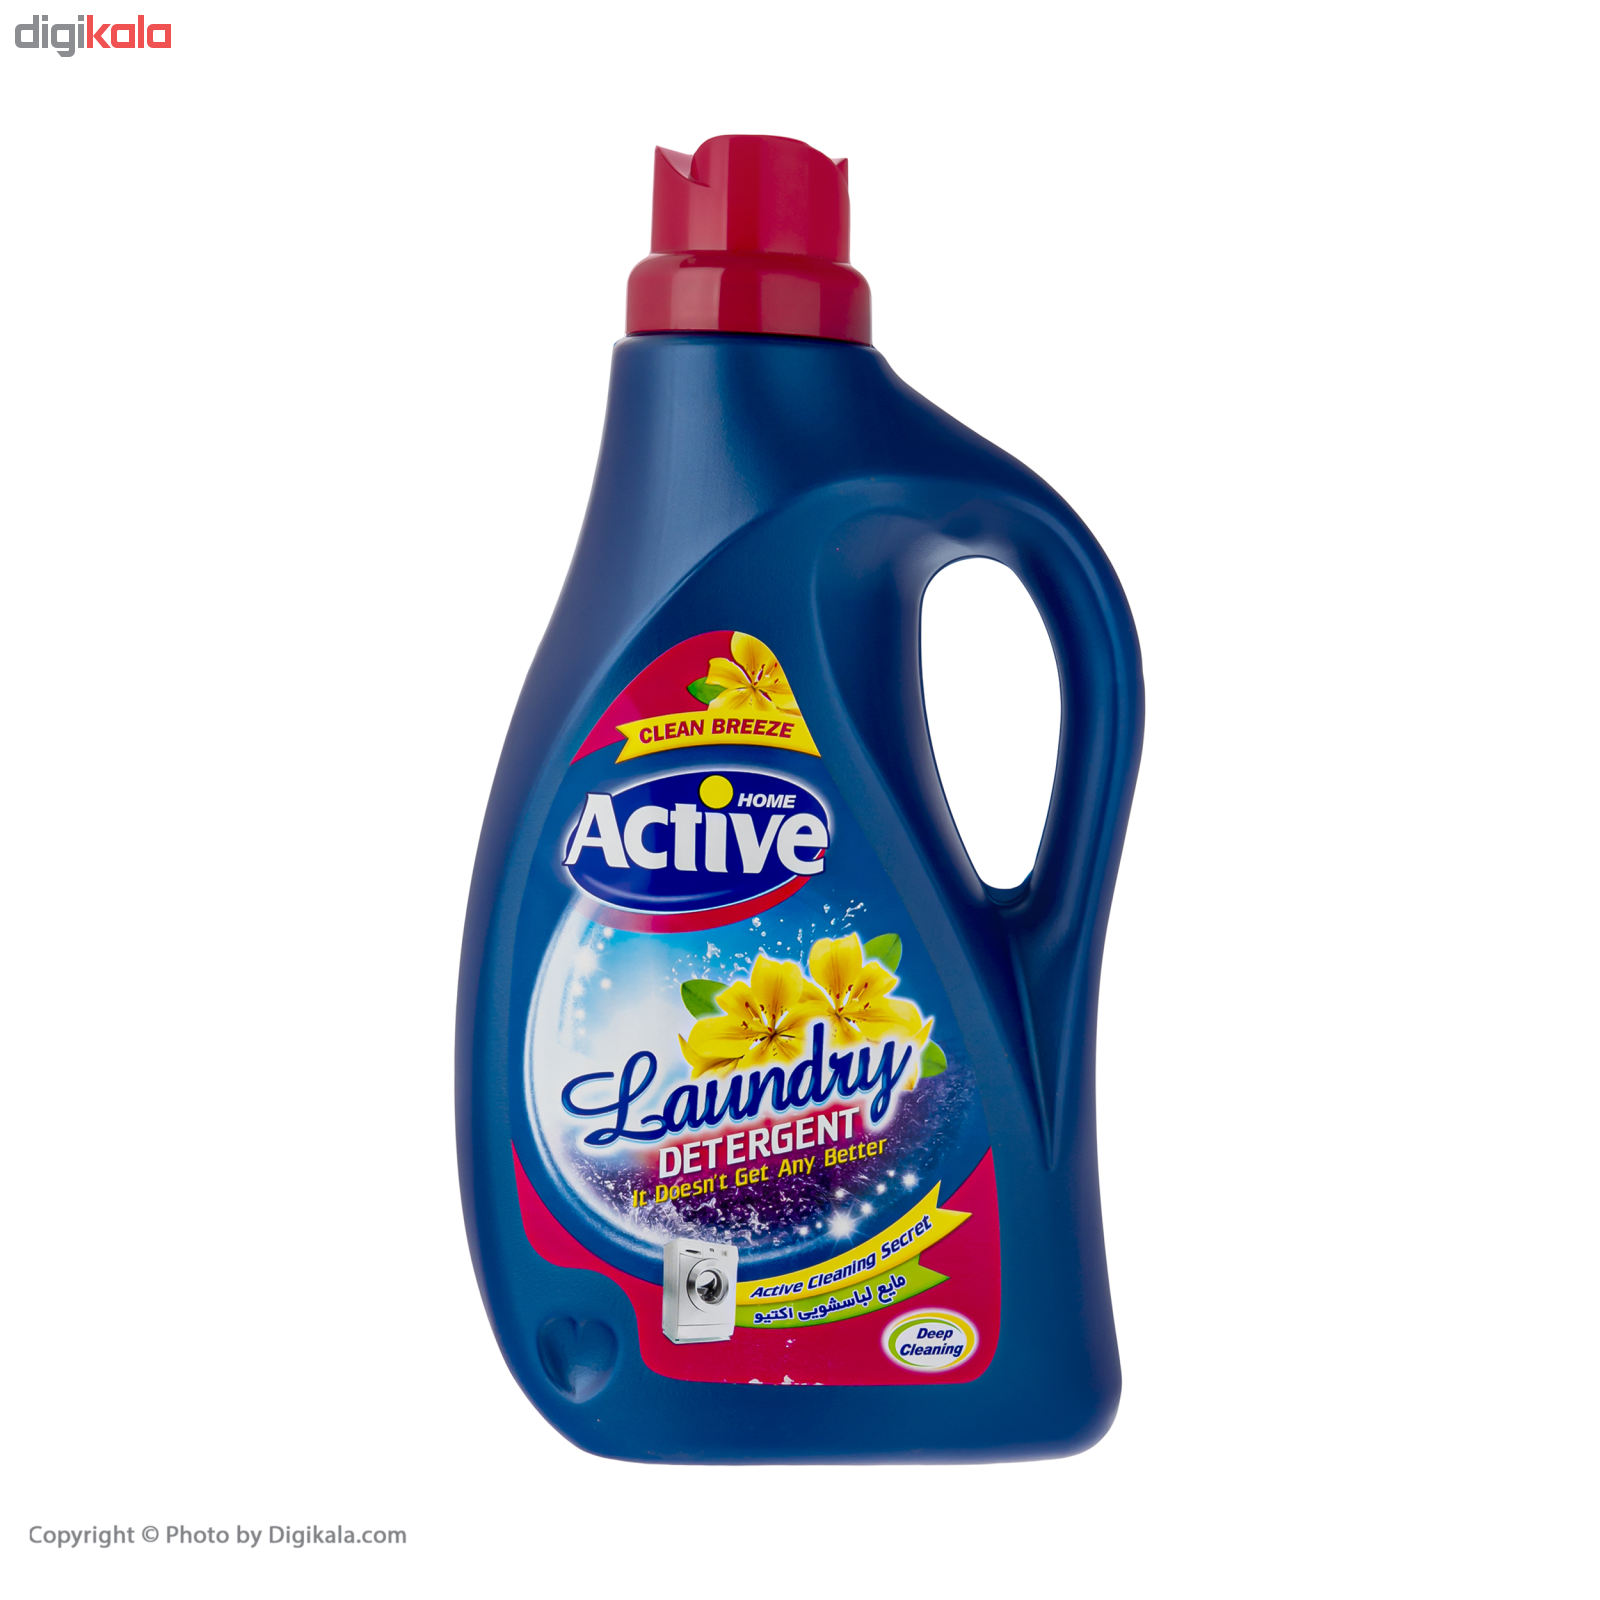 digikala
CLEAN BREEZE
HOME
Active
Laundry
DETERGENT
It Doesn't Get Any Better
Active Cleaning Secret
مایع لباسشویی اکتیو
Deep
Cleaning
Copyright © Photo by Digikala.com